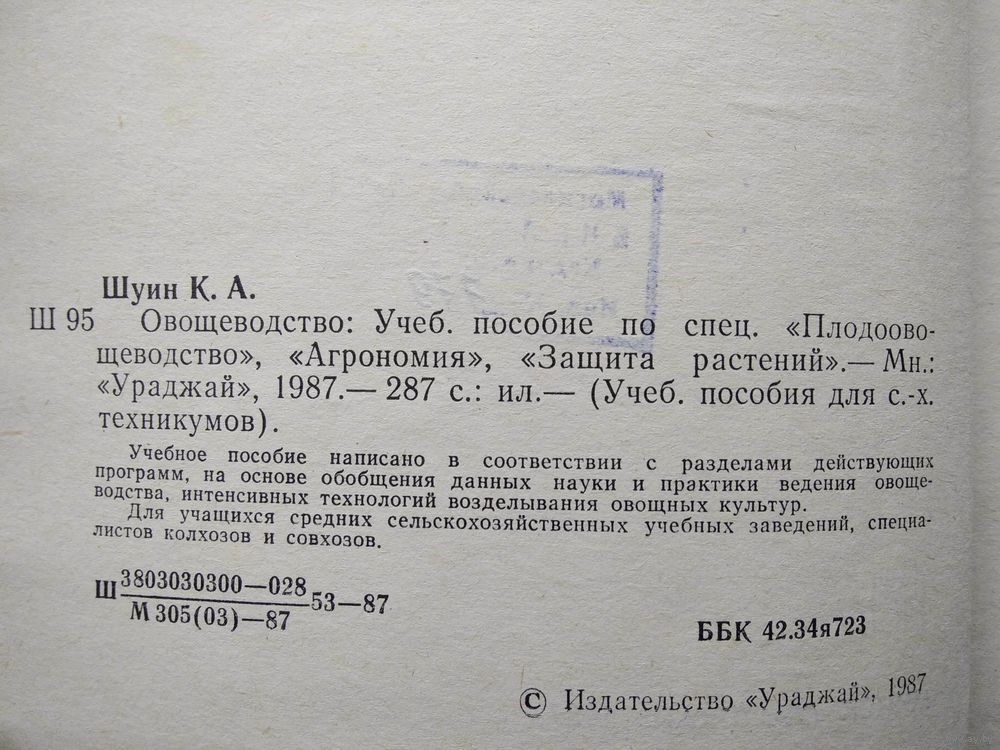 Шуин К. А.
Ш 95 Овощеводство: Учеб. пособие по спец. «Плодоово-
щеводство», «Агрономия», «Защита растений».— Мн.:
«Ураджай», 1987.— 287 с.: ил.— (Учеб. пособия для с.-х.
техникумов).
Учебное пособие написано в соответствии с разделами действующих
программ, на основе обобщения данных науки и практики ведения овоще-
водства, интенсивных технологий возделывания овощных культур.
Для учащихся средних сельскохозяйственных учебных заведений, специа-
листов колхозов и совхозов.
Ш 3803030300—028
М 305(03)—87
53—87
ББК 42.34я723
© Издательство «Ураджай», 1987